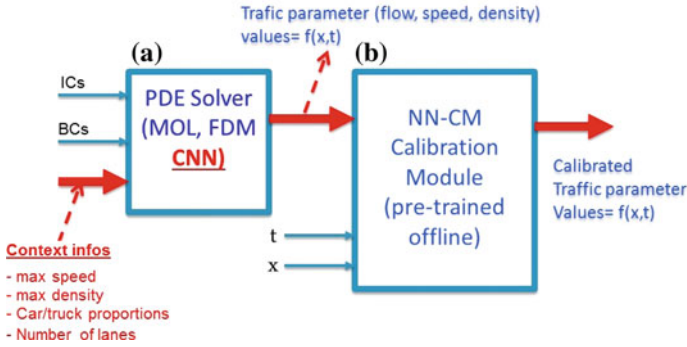 Trafic parameter (flow, speed, density)
values= f(x,t)
(a)
(b)
ICs
BCs
PDE Solver
(MOL, FDM
CNN)
NN-CM
Calibration
Module
(pre-trained
offline)
Calibrated
Traffic parameter
Values= f(x,t)
t
x
Context infos
- max speed
- max density
- Car/truck proportions
- Number of lanes